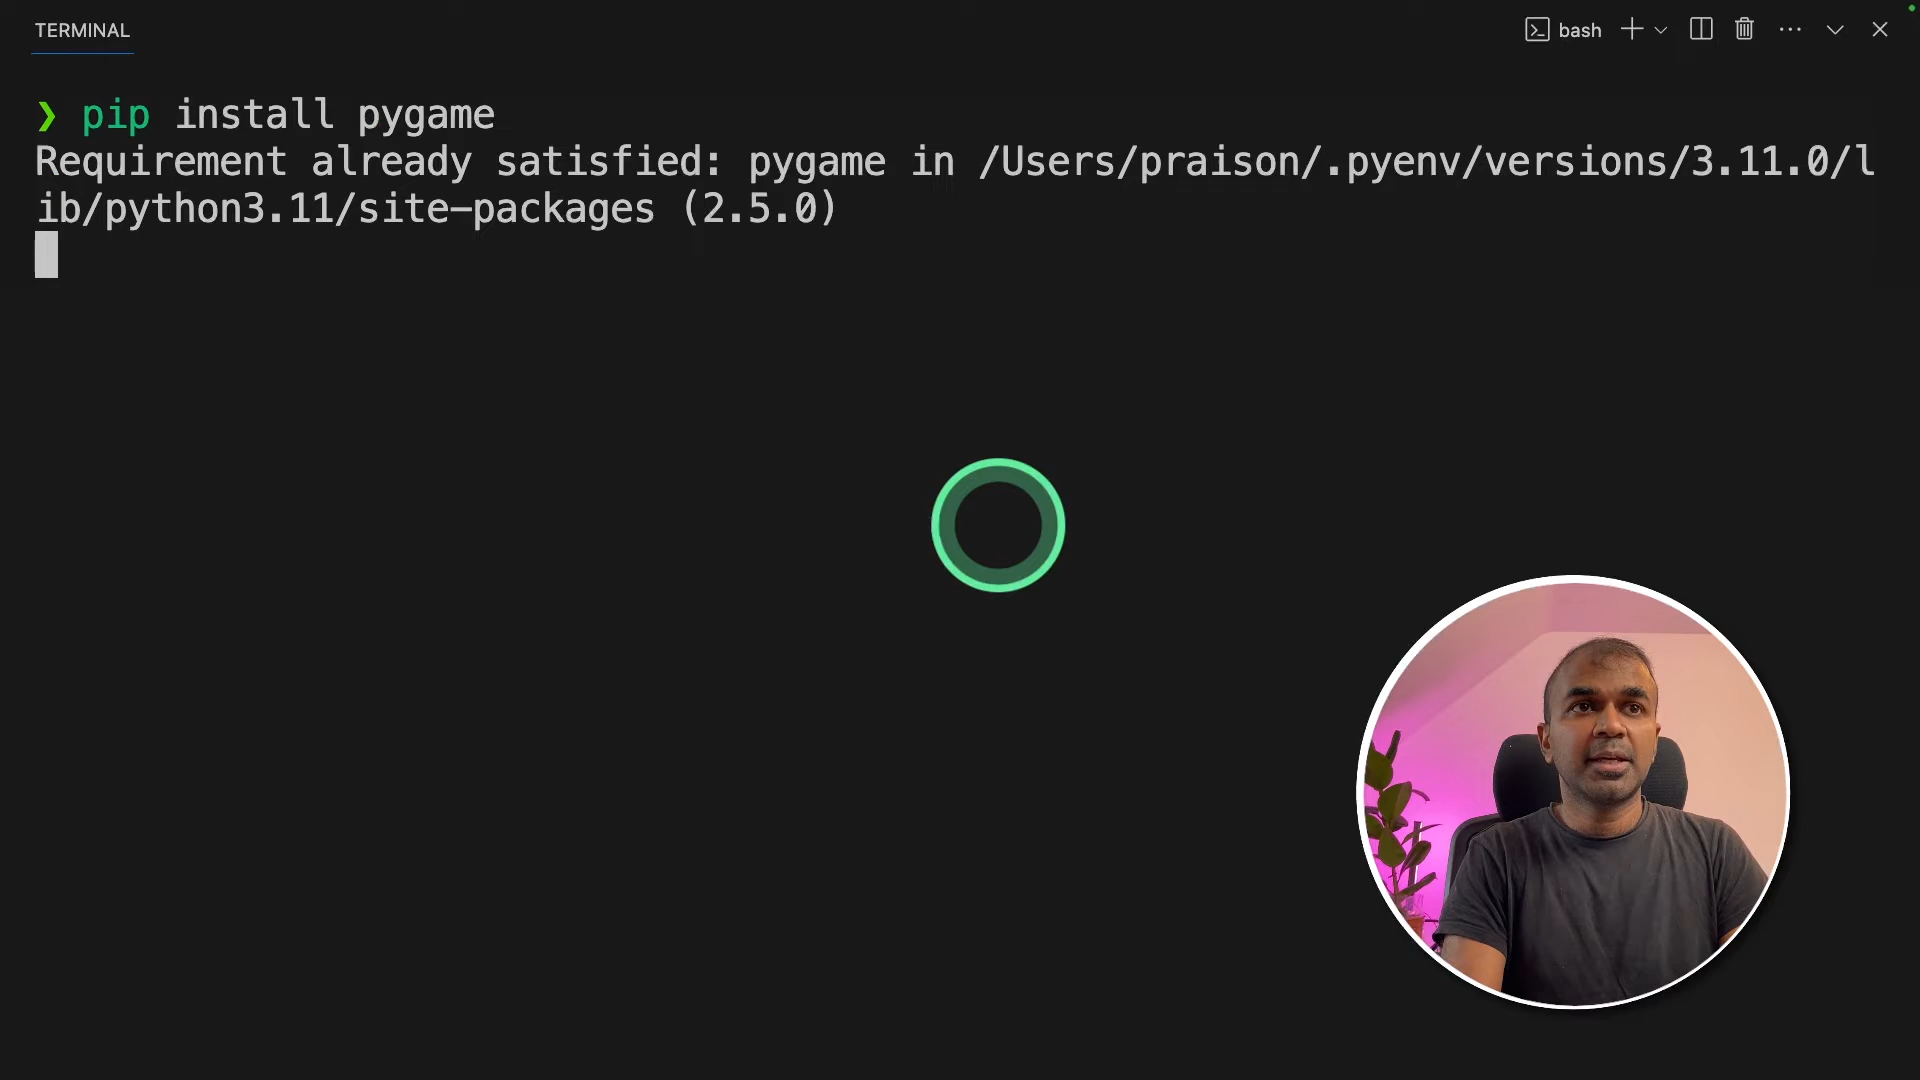 TERMINAL
bash
❯ pip install pygame
Requirement already satisfied: pygame in /Users/praison/.pyenv/versions/3.11.0/l
ib/python3.11/site-packages (2.5.0)